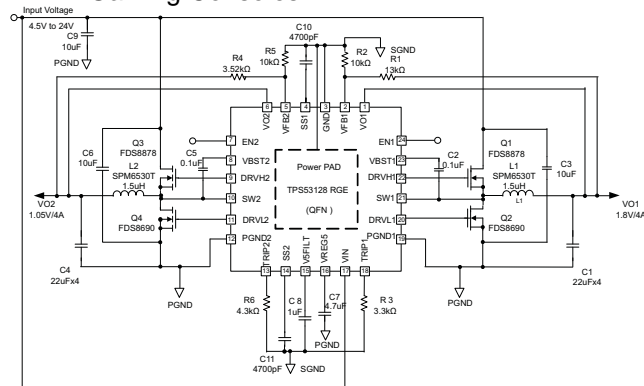 Input Voltage
4.5V to 24V
C9
10uF
PGND
C10
4700pF
SGND
R4
3.52kΩ
R5
10kΩ
R2
10kΩ
R1
13kΩ
6 5 4 3 2 1
VO2 VFB2 SS1 GND VFB1 VO1
7 EN2
8 VBST2
9 DRVH2
10 SW2
11 DRVL2
12 PGND2
EN1 24
VBST1 23
DRVH1 22
SW1 21
DRVL1 20
PGND1 19
Power PAD
TPS53128 RGE
(QFN)
TRIP2 SS2 V5FILT VREG5 VIN TRIP1
13 14 15 16 17 18
Q3
FDS8878
L2
SPM6530T
1.5uH
C5
0.1uF
C6
10uF
VO2
1.05V/4A
Q4
FDS8690
C4
22uFx4
PGND
Q1
FDS8878
L1
SPM6530T
1.5uH
L1
C2
0.1uF
C3
10uF
VO1
1.8V/4A
Q2
FDS8690
C1
22uFx4
PGND
R6
4.3kΩ
C 8
1uF
C7
4.7uF
PGND
R 3
3.3kΩ
C11
4700pF
SGND